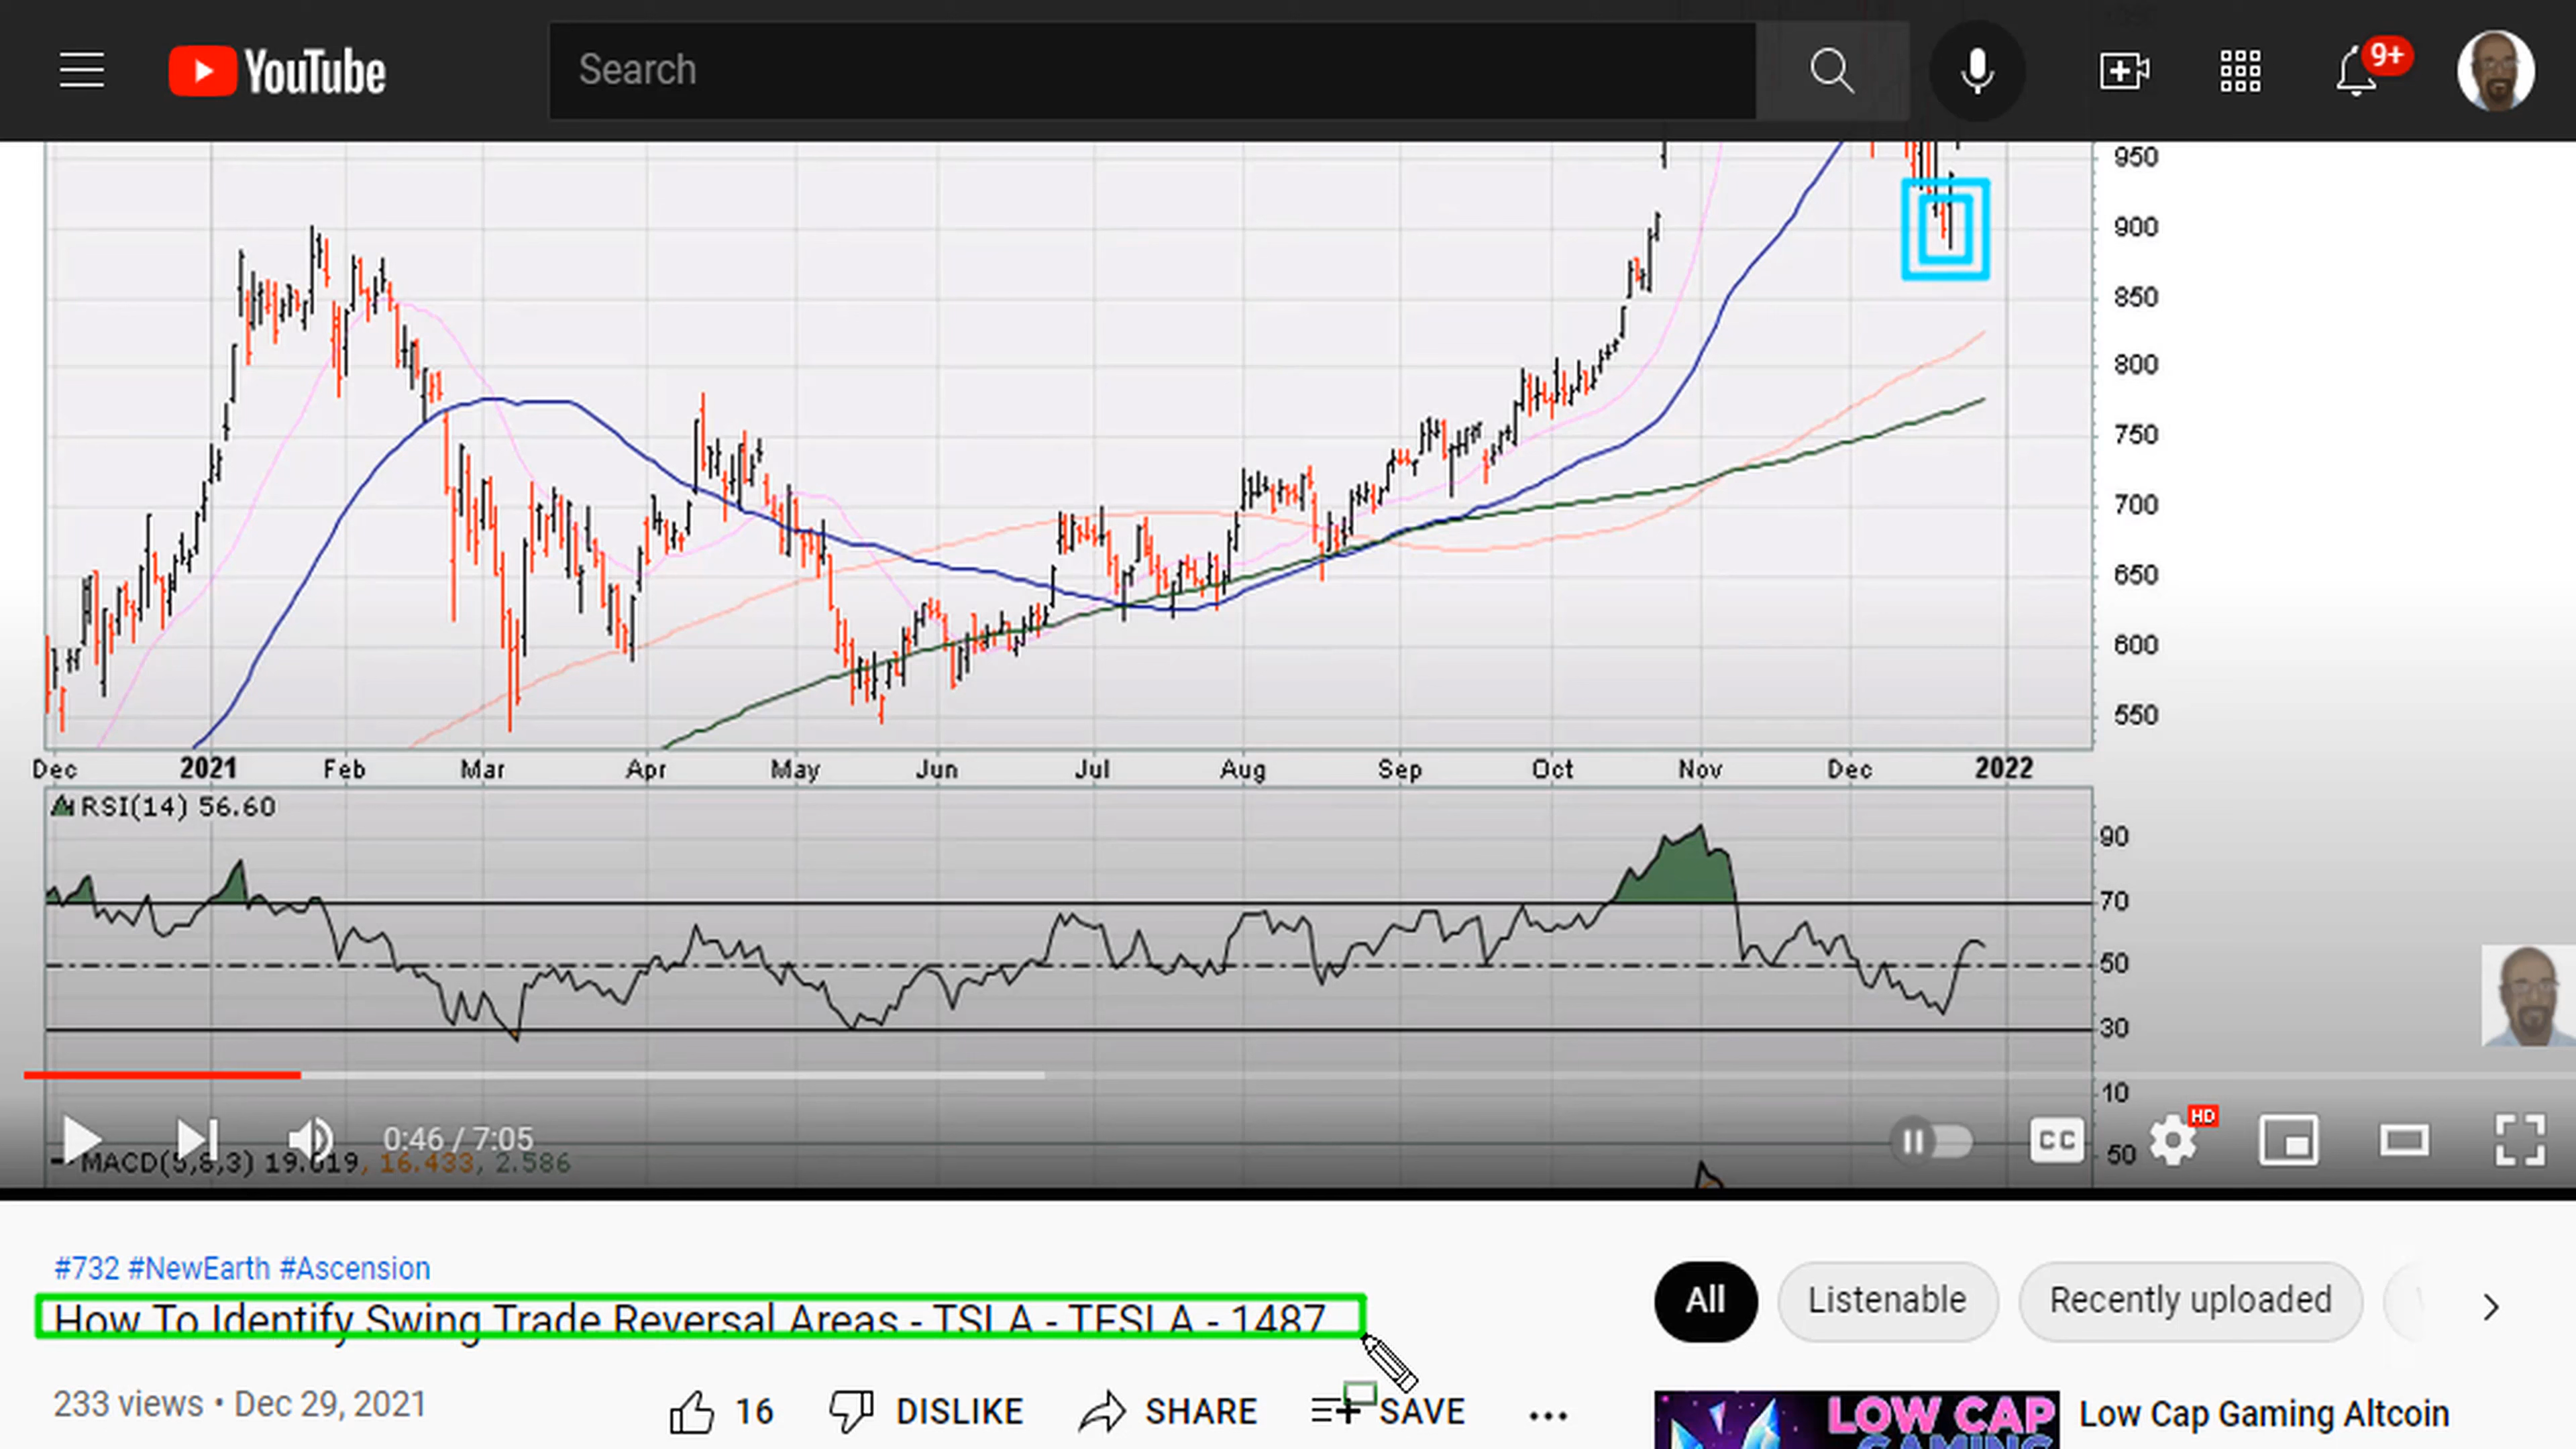 YouTube
Search
9+
950
900
850
800
750
700
650
600
550
Dec 2021 Feb Mar Apr May Jun Jul Aug Sep Oct Nov Dec 2022
RSI(14) 56.60
90
70
50
30
10
0:46 / 7:05
CC
HD
MACD(5,8,3) 19.019, 16.433, 2.586
50
#732 #NewEarth #Ascension
How To Identify Swing Trade Reversal Areas - TSLA - TESLA - 1487
233 views • Dec 29, 2021
16
DISLIKE
SHARE
SAVE
All
Listenable
Recently uploaded
LOW CAP
GAMING
Low Cap Gaming Altcoin